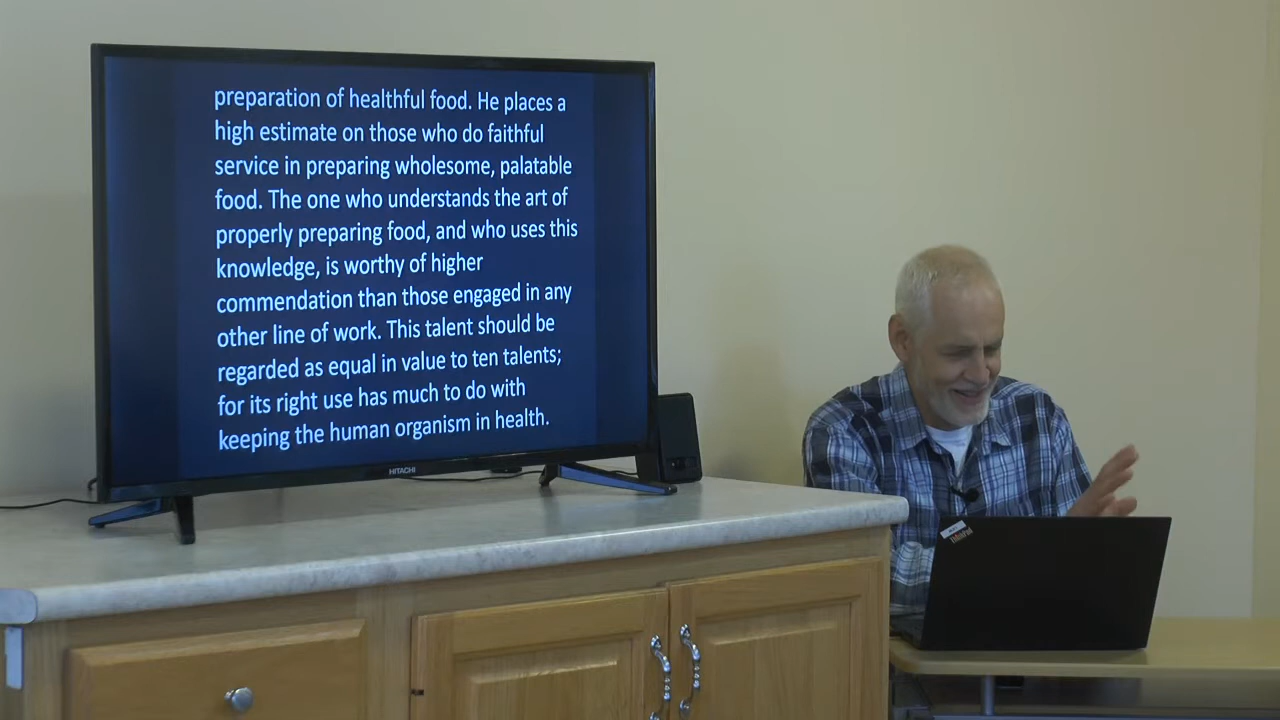 preparation of healthful food. He places a
high estimate on those who do faithful
service in preparing wholesome, palatable
food. The one who understands the art of
properly preparing food, and who uses this
knowledge, is worthy of higher
commendation than those engaged in any
other line of work. This talent should be
regarded as equal in value to ten talents;
for its right use has much to do with
keeping the human organism in health.
HITACHI
ThinkPad